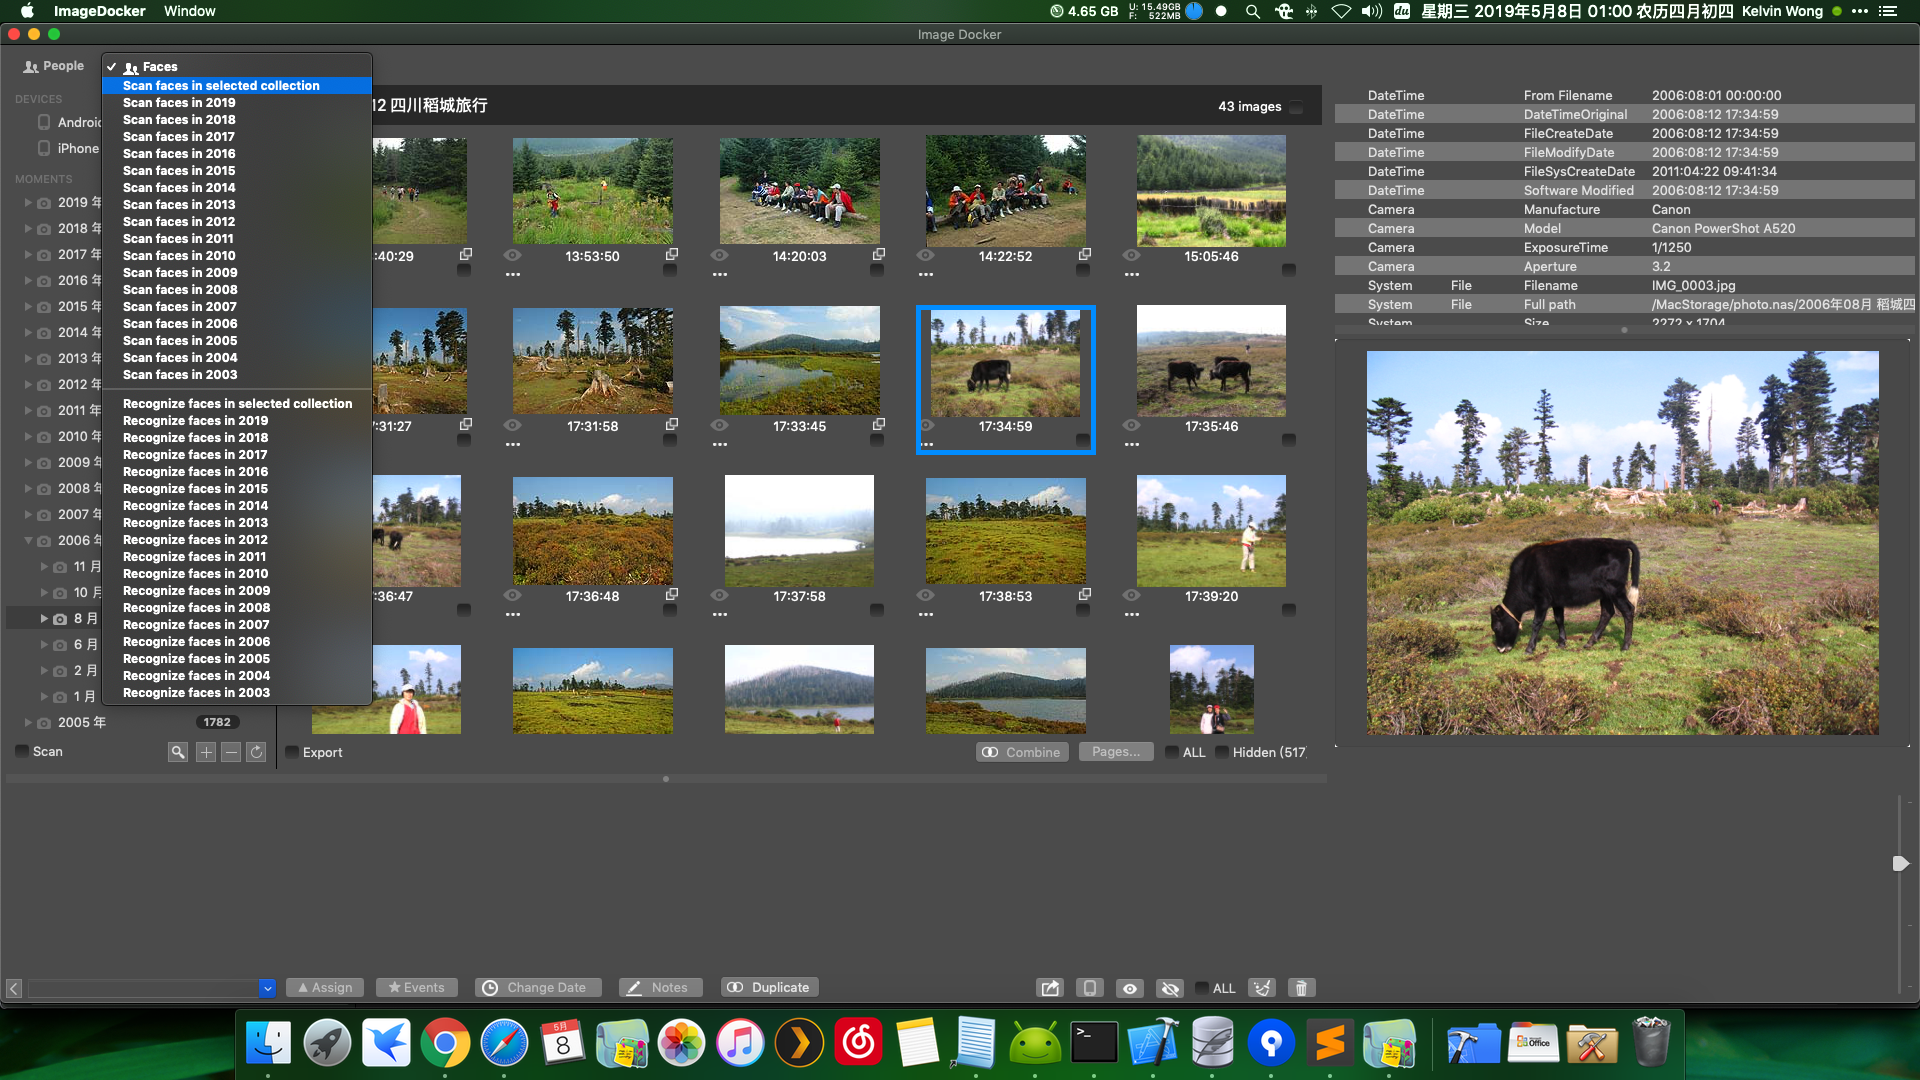 ImageDocker Window
4.65 GB U: 15.49GB F: 522MB du 星期三 2019年5月8日 01:00 农历四月初四 Kelvin Wong
Image Docker
People
✓ Faces
Scan faces in selected collection
Scan faces in 2019
Scan faces in 2018
Scan faces in 2017
Scan faces in 2016
Scan faces in 2015
Scan faces in 2014
Scan faces in 2013
Scan faces in 2012
Scan faces in 2011
Scan faces in 2010
Scan faces in 2009
Scan faces in 2008
Scan faces in 2007
Scan faces in 2006
Scan faces in 2005
Scan faces in 2004
Scan faces in 2003
Recognize faces in selected collection
Recognize faces in 2019
Recognize faces in 2018
Recognize faces in 2017
Recognize faces in 2016
Recognize faces in 2015
Recognize faces in 2014
Recognize faces in 2013
Recognize faces in 2012
Recognize faces in 2011
Recognize faces in 2010
Recognize faces in 2009
Recognize faces in 2008
Recognize faces in 2007
Recognize faces in 2006
Recognize faces in 2005
Recognize faces in 2004
Recognize faces in 2003
DEVICES
Android
iPhone
MOMENTS
2019 年
2018 年
2017 年
2016 年
2015 年
2014 年
2013 年
2012 年
2011 年
2010 年
2009 年
2008 年
2007 年
2006 年
11 月
10 月
8 月
6 月
2 月
1 月
2005 年 1782
Scan
12 四川稻城旅行 43 images
:40:29 13:53:50 14:20:03 14:22:52 15:05:46
:31:27 17:31:58 17:33:45 17:34:59 17:35:46
:36:47 17:36:48 17:37:58 17:38:53 17:39:20
Export Combine Pages... ALL Hidden (517
DateTime From Filename 2006:08:01 00:00:00
DateTime DateTimeOriginal 2006:08:12 17:34:59
DateTime FileCreateDate 2006:08:12 17:34:59
DateTime FileModifyDate 2006:08:12 17:34:59
DateTime FileSysCreateDate 2011:04:22 09:41:34
DateTime Software Modified 2006:08:12 17:34:59
Camera Manufacture Canon
Camera Model Canon PowerShot A520
Camera ExposureTime 1/1250
Camera Aperture 3.2
System File Filename IMG_0003.jpg
System File Full path /MacStorage/photo.nas/2006年08月 稻城四
System Size 2272 x 1704
Assign Events Change Date Notes Duplicate ALL
5月
8
Office